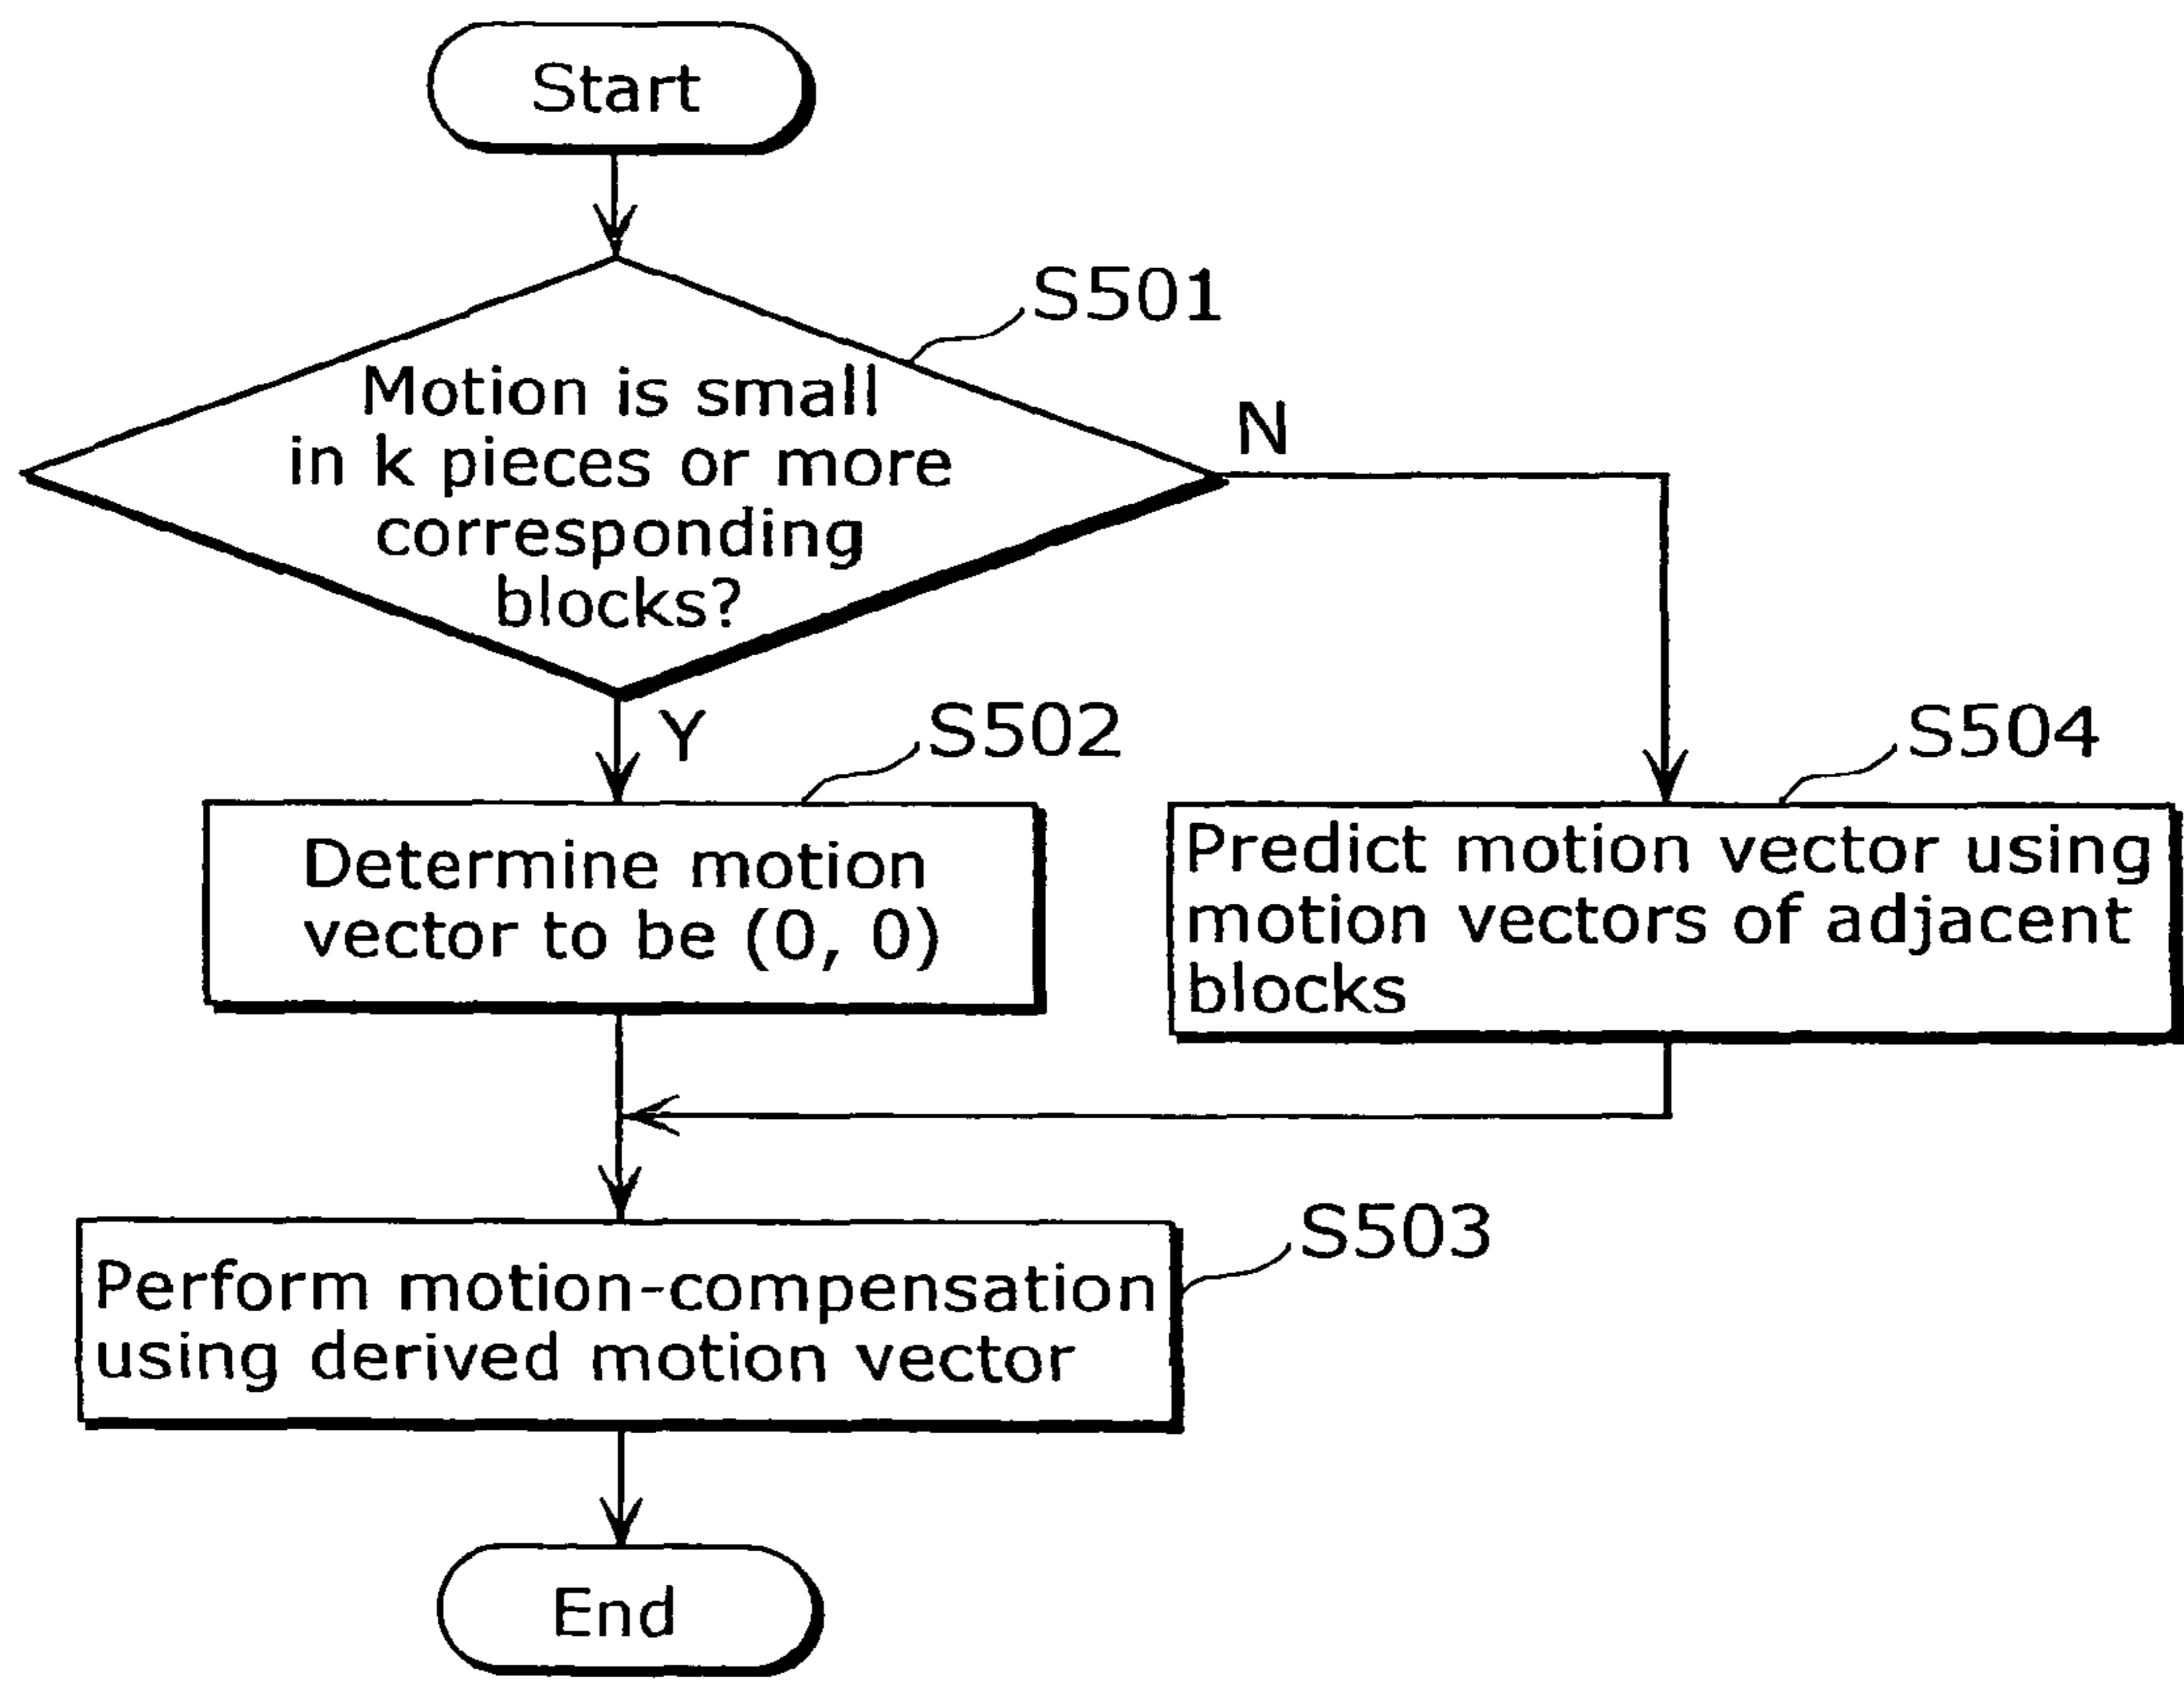 Start
S501
Motion is small
in k pieces or more
corresponding
blocks?
N
Y
S502
Determine motion
vector to be (0, 0)
S504
Predict motion vector using
motion vectors of adjacent
blocks
S503
Perform motion-compensation
using derived motion vector
End